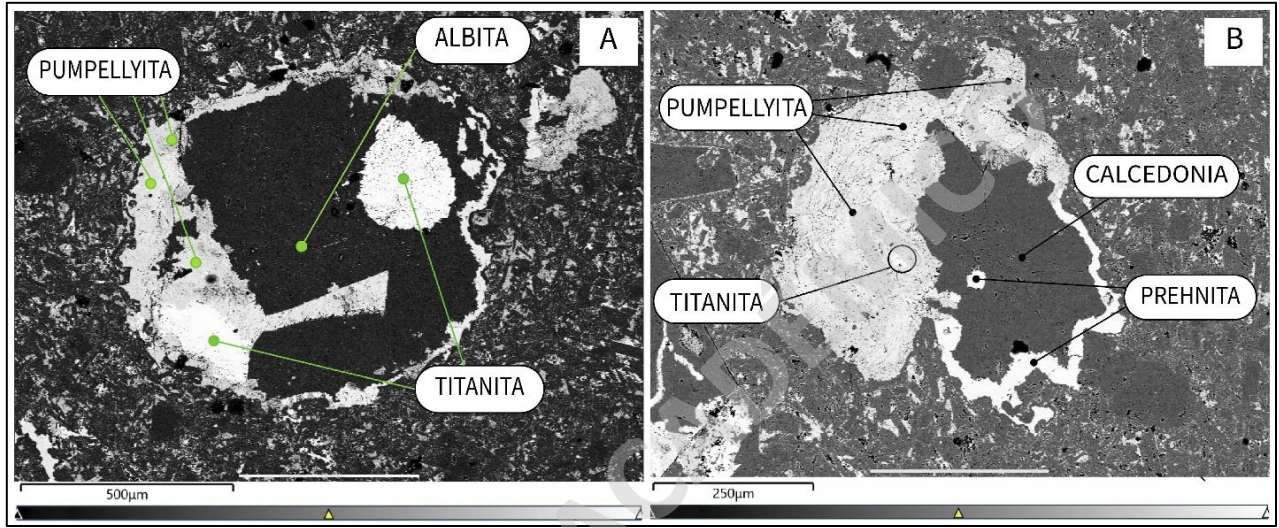 ALBITA
A
PUMPELLYITA
TITANITA
500µm
B
PUMPELLYITA
CALCEDONIA
TITANITA
PREHNITA
250µm